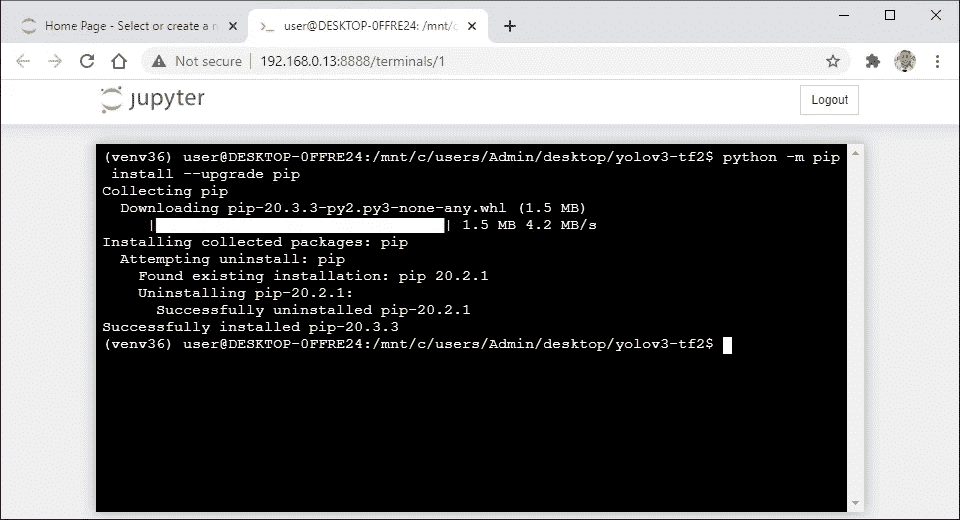 Home Page - Select or create a n
user@DESKTOP-0FFRE24: /mnt/c
Not secure | 192.168.0.13:8888/terminals/1
jupyter
Logout
(venv36) user@DESKTOP-0FFRE24:/mnt/c/users/Admin/desktop/yolov3-tf2$ python -m pip
install --upgrade pip
Collecting pip
Downloading pip-20.3.3-py2.py3-none-any.whl (1.5 MB)
| | 1.5 MB 4.2 MB/s
Installing collected packages: pip
Attempting uninstall: pip
Found existing installation: pip 20.2.1
Uninstalling pip-20.2.1:
Successfully uninstalled pip-20.2.1
Successfully installed pip-20.3.3
(venv36) user@DESKTOP-0FFRE24:/mnt/c/users/Admin/desktop/yolov3-tf2$